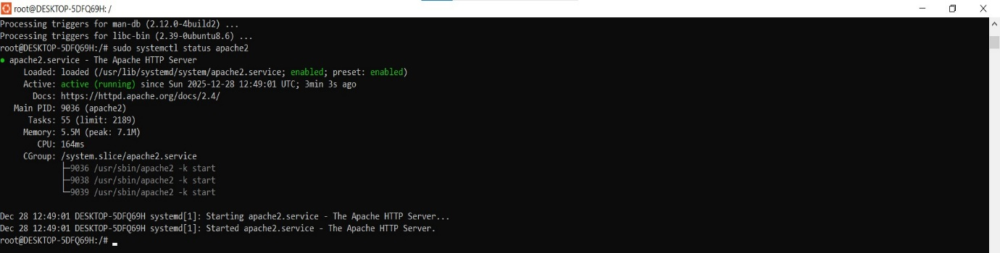 root@DESKTOP-5DFQ69H: /
Processing triggers for man-db (2.12.0-4build2) ...
Processing triggers for libc-bin (2.39-0ubuntu8.6) ...
root@DESKTOP-5DFQ69H:/# sudo systemctl status apache2
● apache2.service - The Apache HTTP Server
     Loaded: loaded (/usr/lib/systemd/system/apache2.service; enabled; preset: enabled)
     Active: active (running) since Sun 2025-12-28 12:49:01 UTC; 3min 3s ago
       Docs: https://httpd.apache.org/docs/2.4/
   Main PID: 9036 (apache2)
      Tasks: 55 (limit: 2189)
     Memory: 5.5M (peak: 7.1M)
        CPU: 164ms
     CGroup: /system.slice/apache2.service
             ├─9036 /usr/sbin/apache2 -k start
             ├─9038 /usr/sbin/apache2 -k start
             └─9039 /usr/sbin/apache2 -k start
Dec 28 12:49:01 DESKTOP-5DFQ69H systemd[1]: Starting apache2.service - The Apache HTTP Server...
Dec 28 12:49:01 DESKTOP-5DFQ69H systemd[1]: Started apache2.service - The Apache HTTP Server.
root@DESKTOP-5DFQ69H:/#